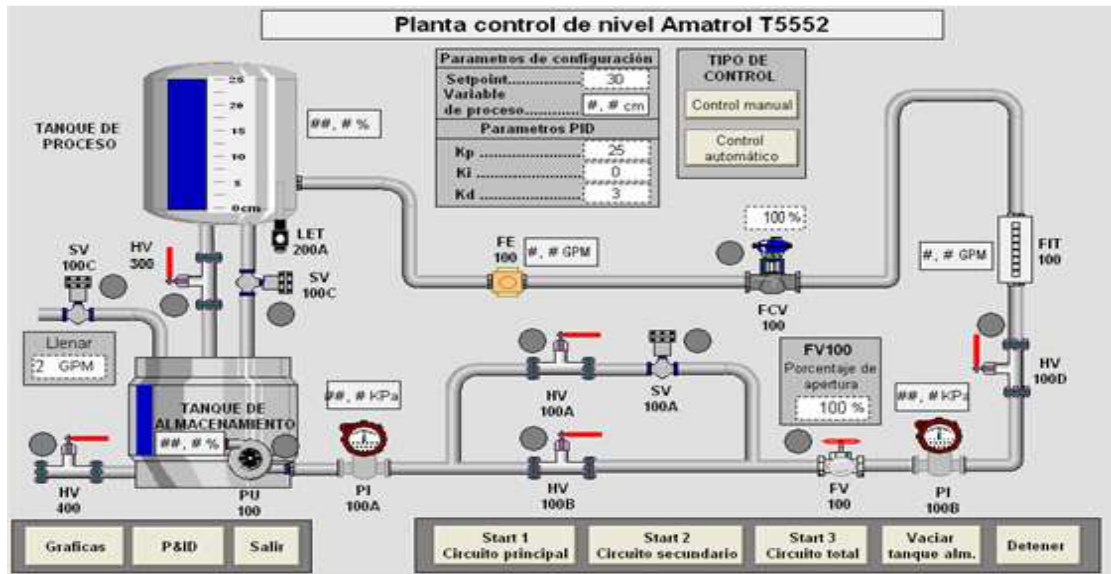 Planta control de nivel Amatrol T5552
Parametros de configuración
Setpoint.............. 30
Variable
de proceso............ #, # cm
Parametros PID
Kp ..................... 25
Ki ...................... 0
Kd ..................... 3
TIPO DE
CONTROL
Control manual
Control
automático
TANQUE DE
PROCESO
25
20
15
10
5
0cm
##, # %
LET
200A
SV
100C
HV
300
SV
100C
FE
100
#, # GPM
100 %
FCV
100
#, # GPM
FIT
100
Llenar
2 GPM
TANQUE DE
ALMACENAMIENTO
##, # %
##, # KPa
HV
100A
SV
100A
FV100
Porcentaje de
apertura
100 %
##, # KPa
HV
100D
HV
400
PU
100
PI
100A
HV
100B
FV
100
PI
100B
Graficas
P&ID
Salir
Start 1
Circuito principal
Start 2
Circuito secundario
Start 3
Circuito total
Vaciar
tanque alm.
Detener